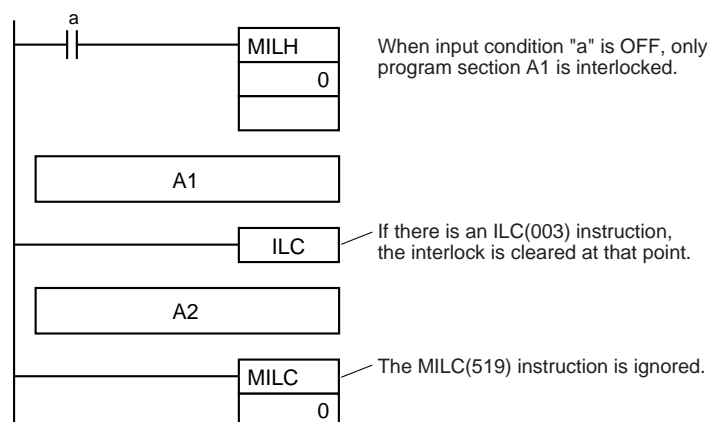 a
MILH
0
When input condition "a" is OFF, only
program section A1 is interlocked.
A1
ILC
If there is an ILC(003) instruction,
the interlock is cleared at that point.
A2
MILC
0
The MILC(519) instruction is ignored.